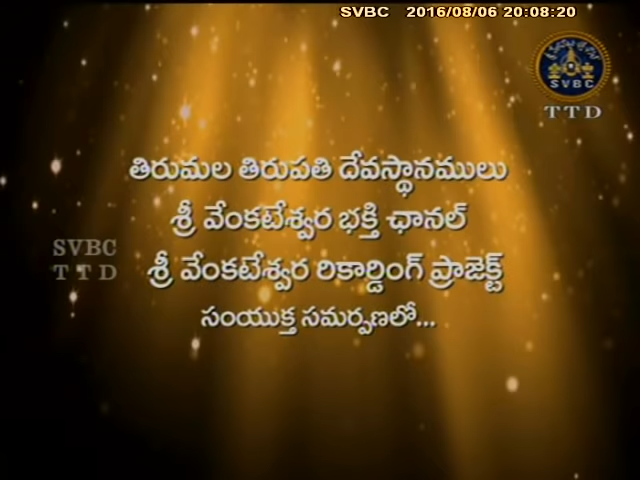 SVBC 2016/08/06 20:08:20
SVBC
TTD
తిరుమల తిరుపతి దేవస్థానములు
శ్రీ వేంకటేశ్వర భక్తి ఛానల్
SVBC
TTD
శ్రీ వేంకటేశ్వర రికార్డింగ్ ప్రాజెక్ట్
సంయుక్త సమర్పణలో...